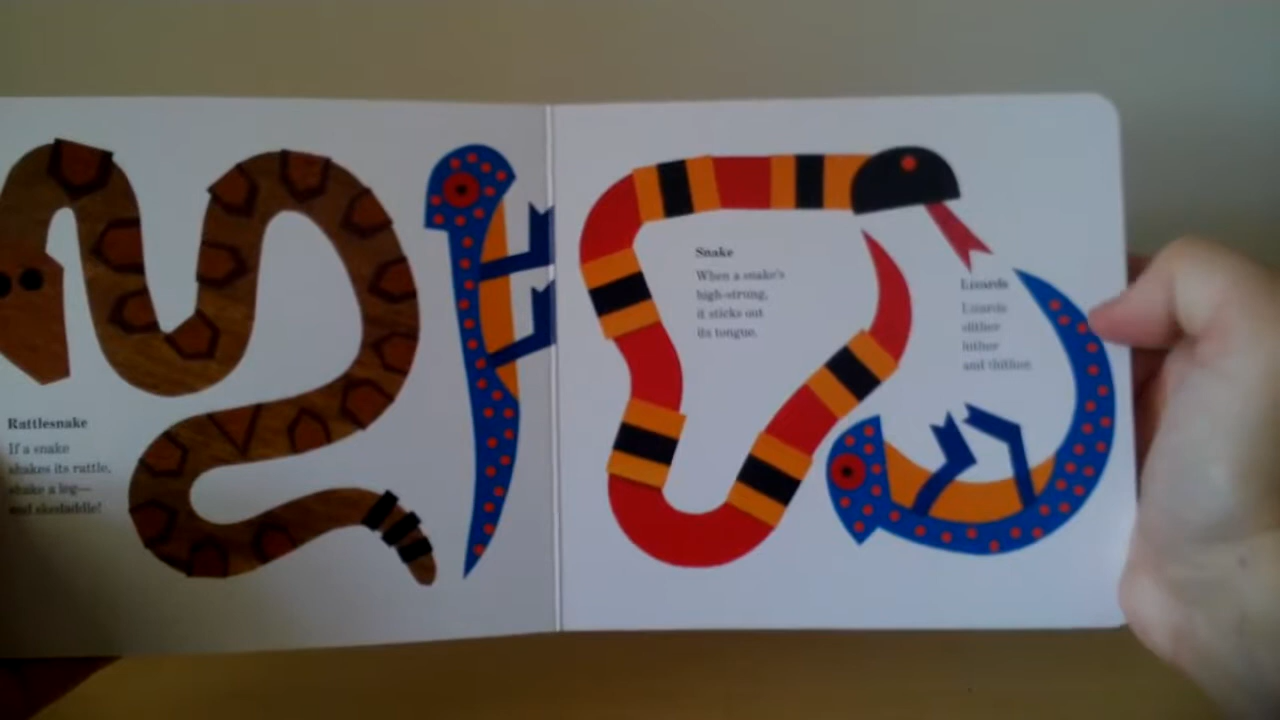 Rattlesnake
If a snake
shakes its rattle,
shake a leg—
and skedaddle!
Snake
When a snake's
high-strung,
it sticks out
its tongue.
Lizards
Lizards
slither
hither
and thither.